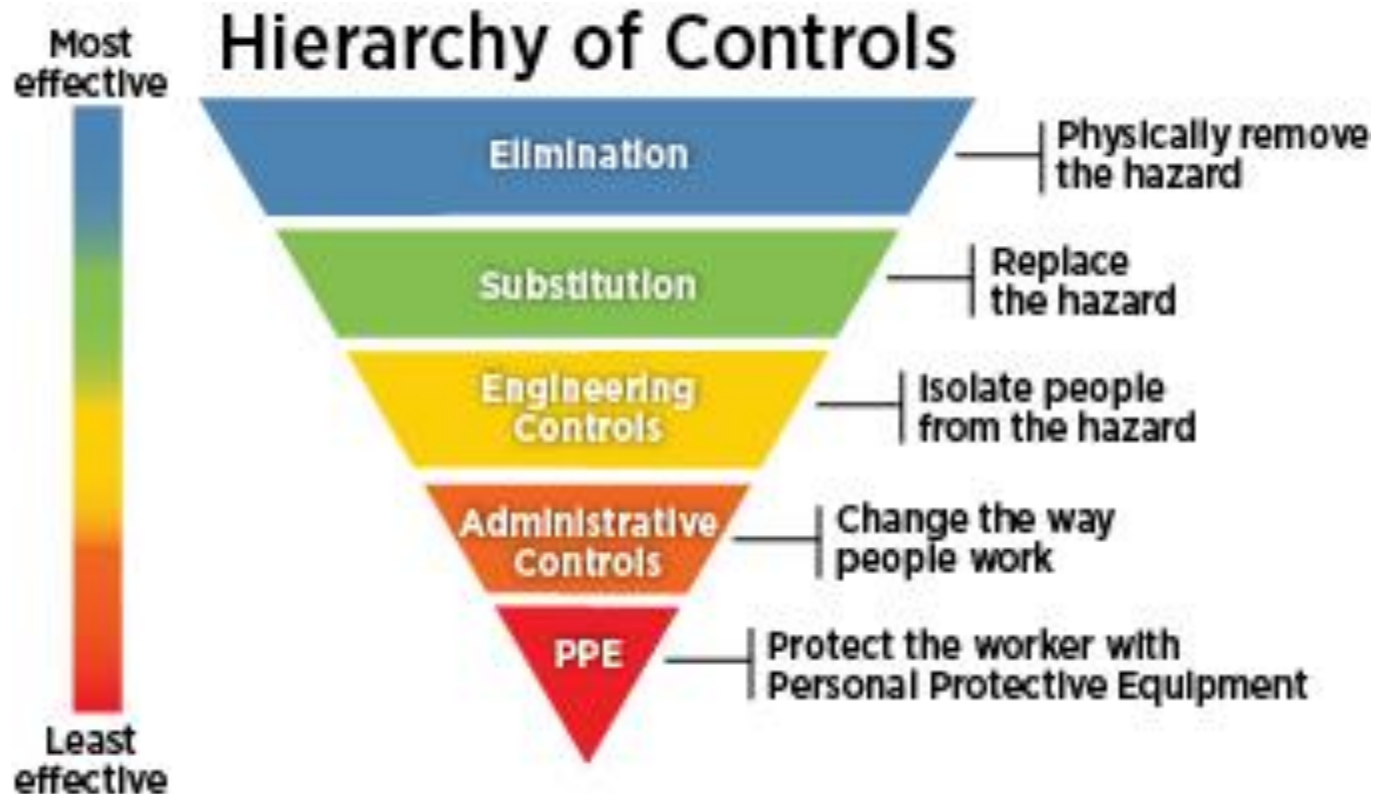 Hierarchy of Controls
Most
effective
Elimination
Physically remove
the hazard
Substitution
Replace
the hazard
Engineering
Controls
Isolate people
from the hazard
Administrative
Controls
Change the way
people work
PPE
Protect the worker with
Personal Protective Equipment
Least
effective